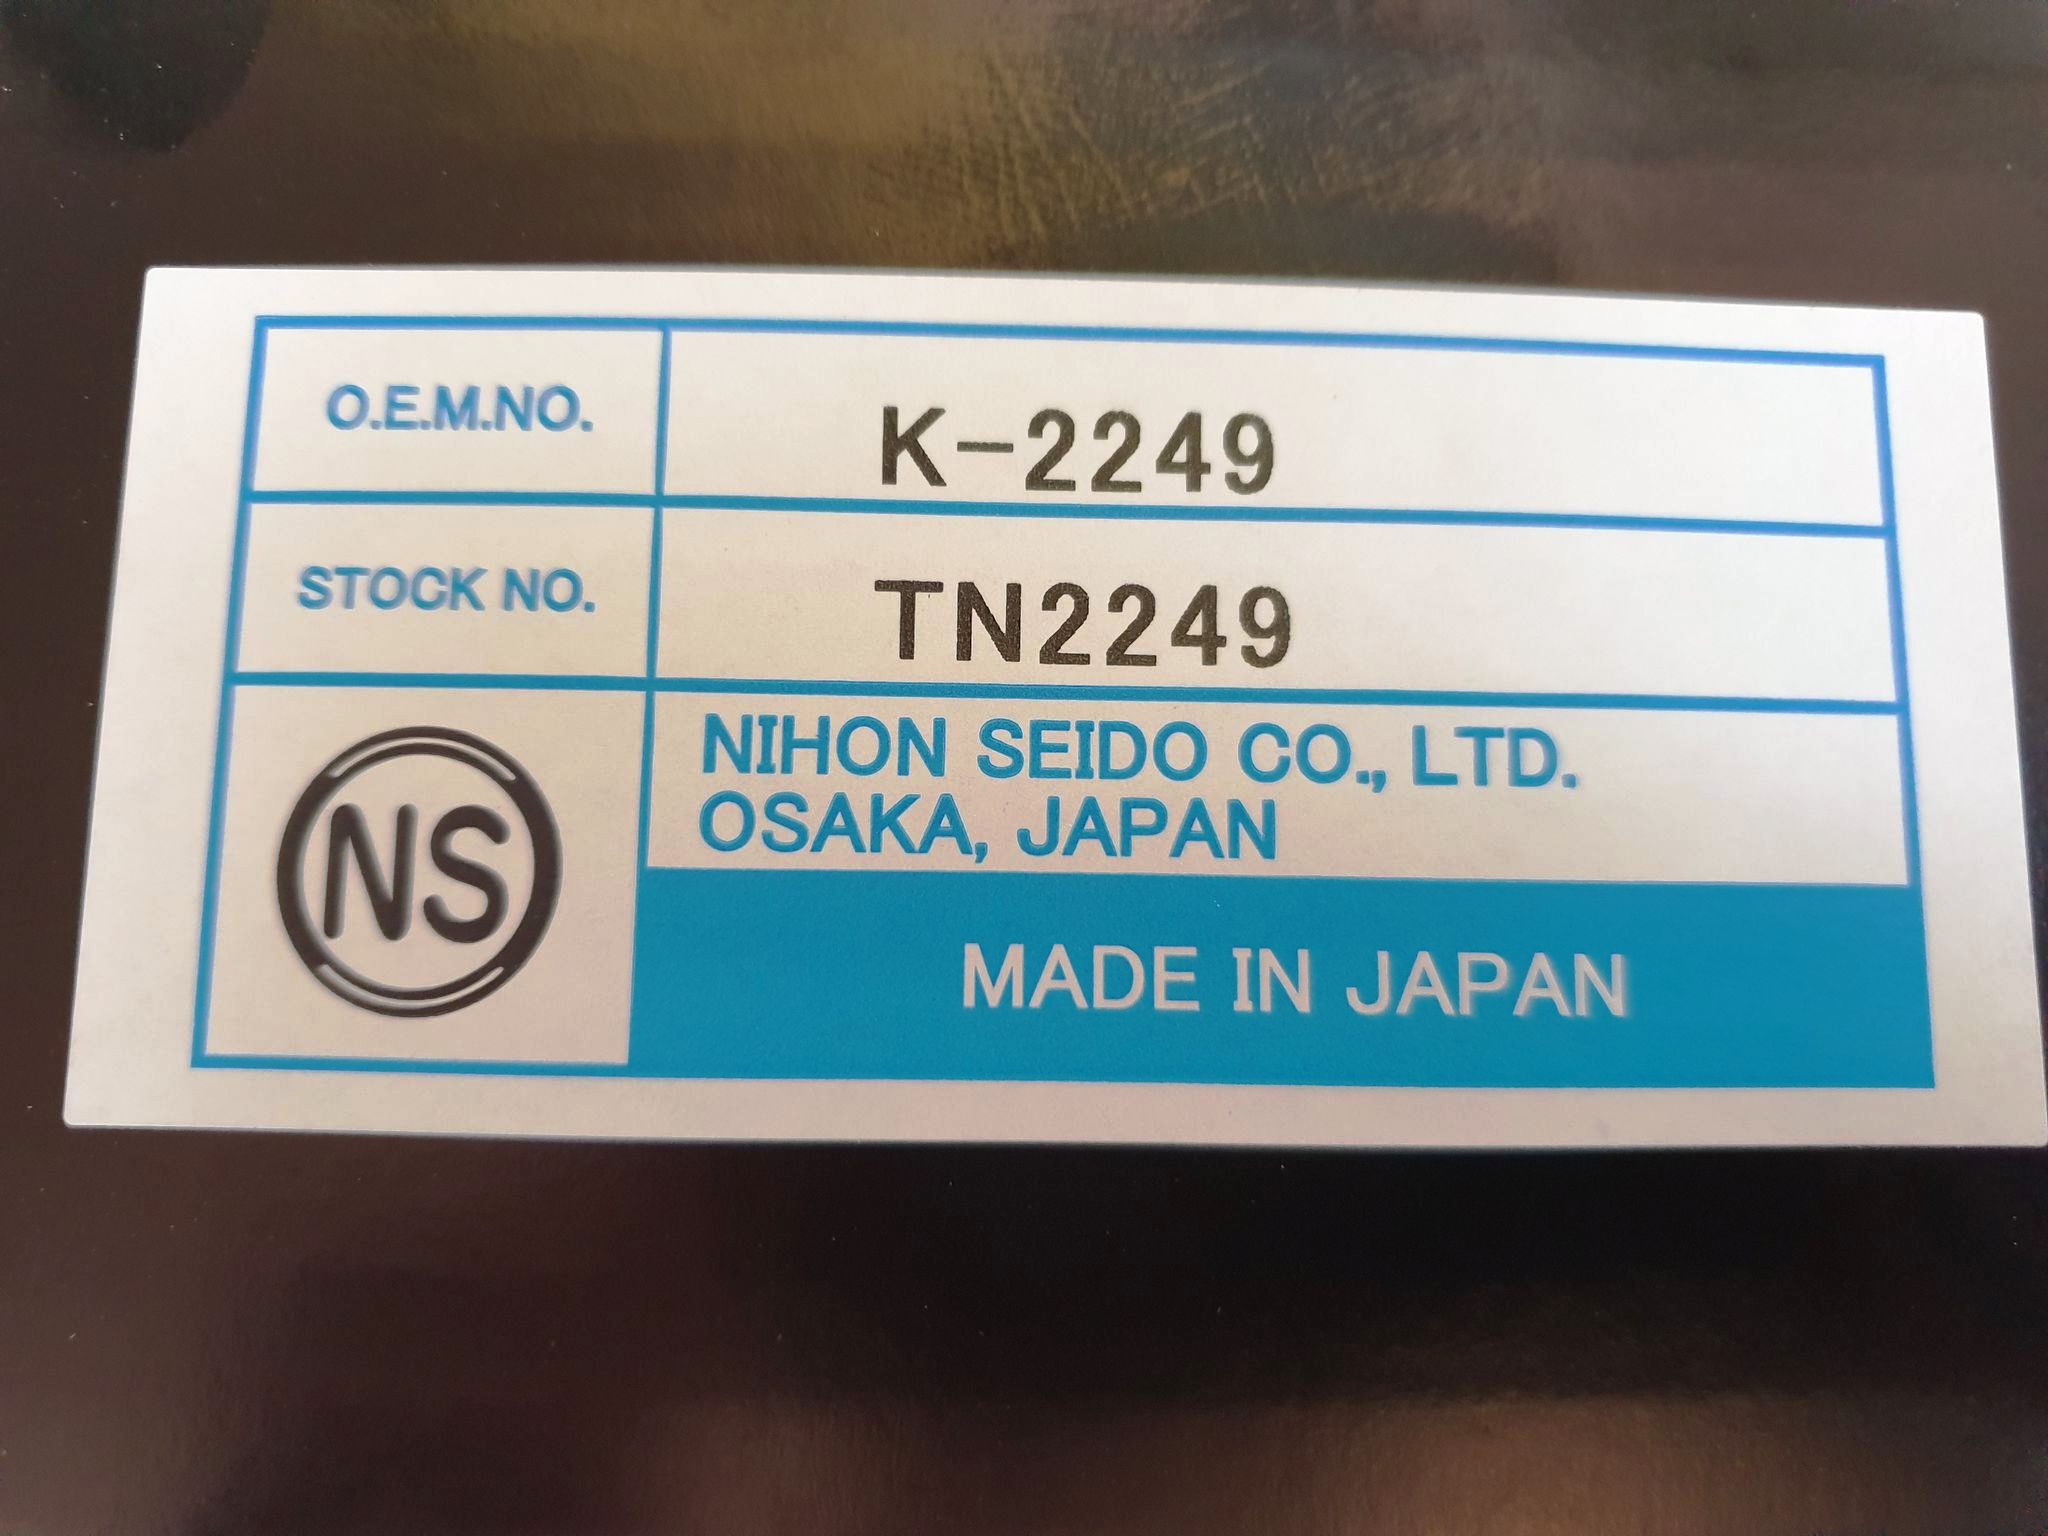 O.E.M.NO. K-2249
STOCK NO. TN2249
NS
NIHON SEIDO CO., LTD.
OSAKA, JAPAN
MADE IN JAPAN